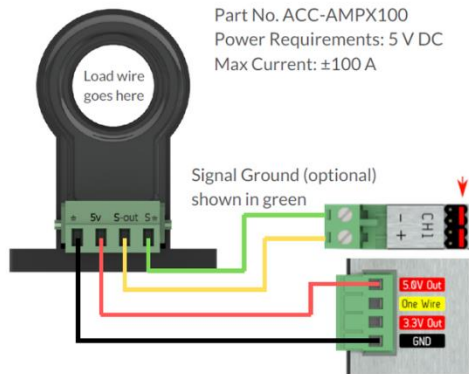 Part No. ACC-AMPX100
Power Requirements: 5 V DC
Max Current: ±100 A
Load wire
goes here
Signal Ground (optional)
shown in green
5v S-out S
- CH1
+
5.0V Out
One Wire
3.3V Out
GND